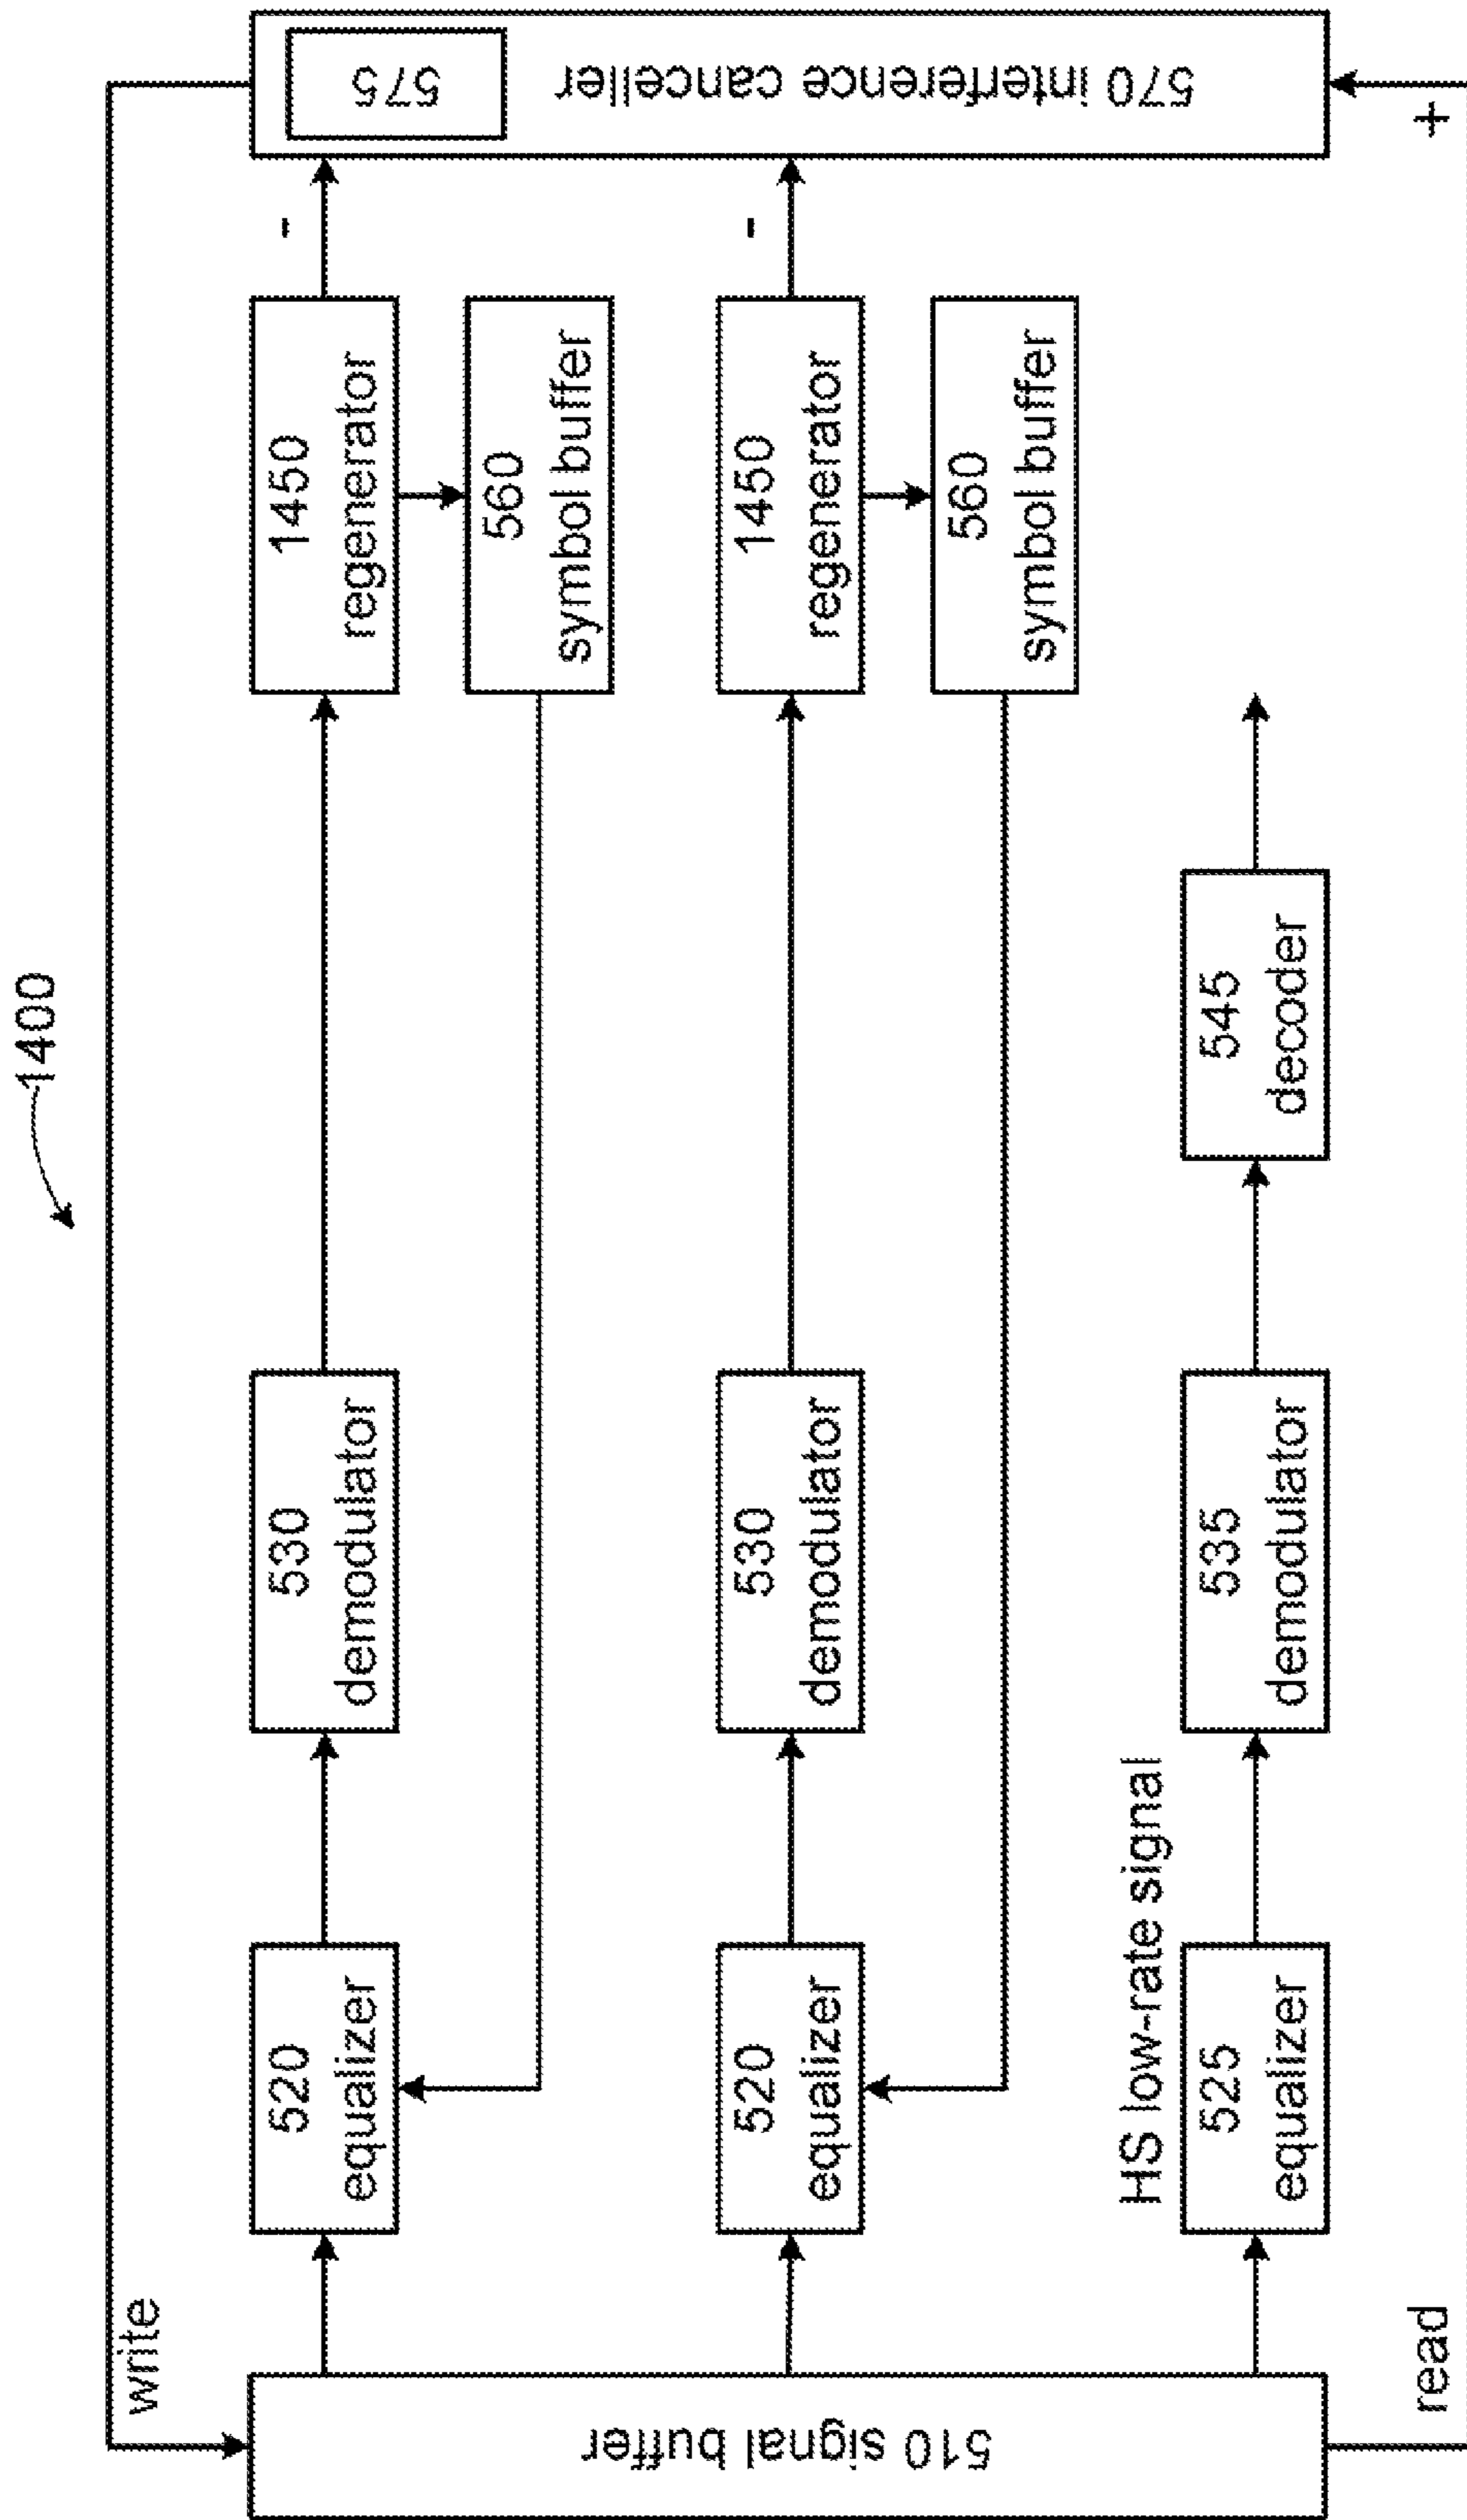 1400
write
510 signal buffer
520
equalizer
530
demodulator
1450
regenerator
-
560
symbol buffer
575
570 interference canceller
520
equalizer
530
demodulator
1450
regenerator
-
560
symbol buffer
HS low-rate signal
525
equalizer
535
demodulator
545
decoder
read
+